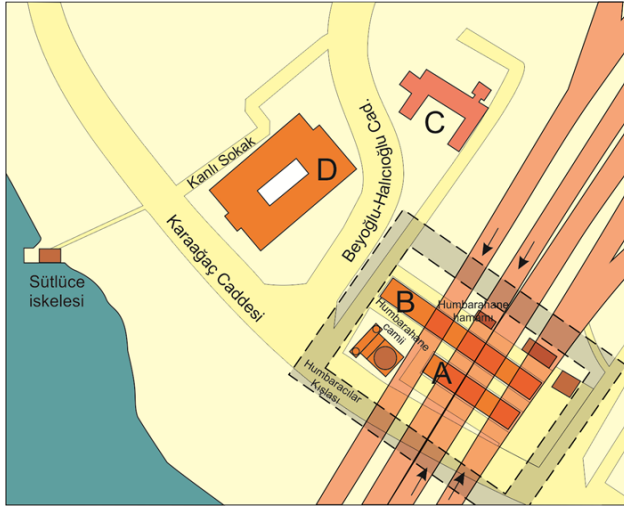 C
Beyoğlu-Halıcıoğlu Cad.
Kanlı Sokak
D
Karaağaç Caddesi
Sütlüce
iskelesi
B
Humbarahane
hamamı
Humbarahane
camii
A
Humbaracılar
Kışlası